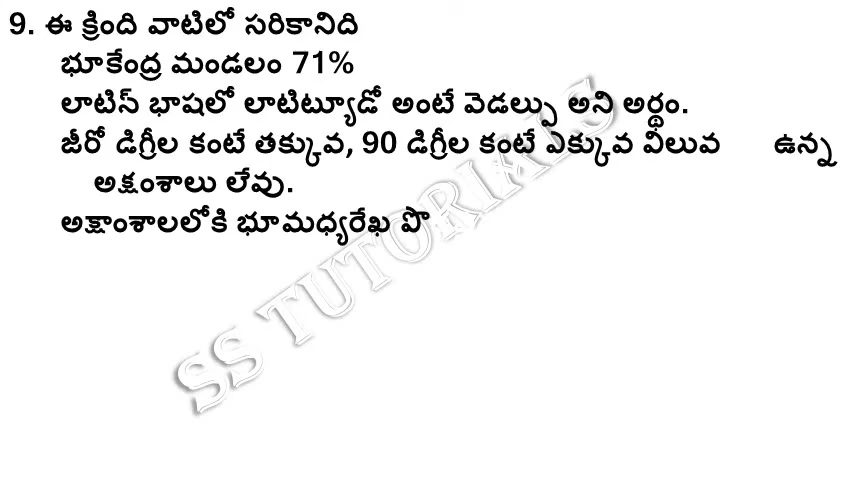 9. ఈ క్రింది వాటిలో సరికానిది
భూకేంద్ర మండలం 71%
లాటిన్ భాషలో లాటిట్యూడో అంటే వెడల్పు అని అర్థం.
జీరో డిగ్రీల కంటే తక్కువ, 90 డిగ్రీల కంటే ఎక్కువ విలువ ఉన్న
అక్షంశాలు లేవు.
అక్షాంశాలలోకి భూమధ్యరేఖ పొ
SS TUTORIALS